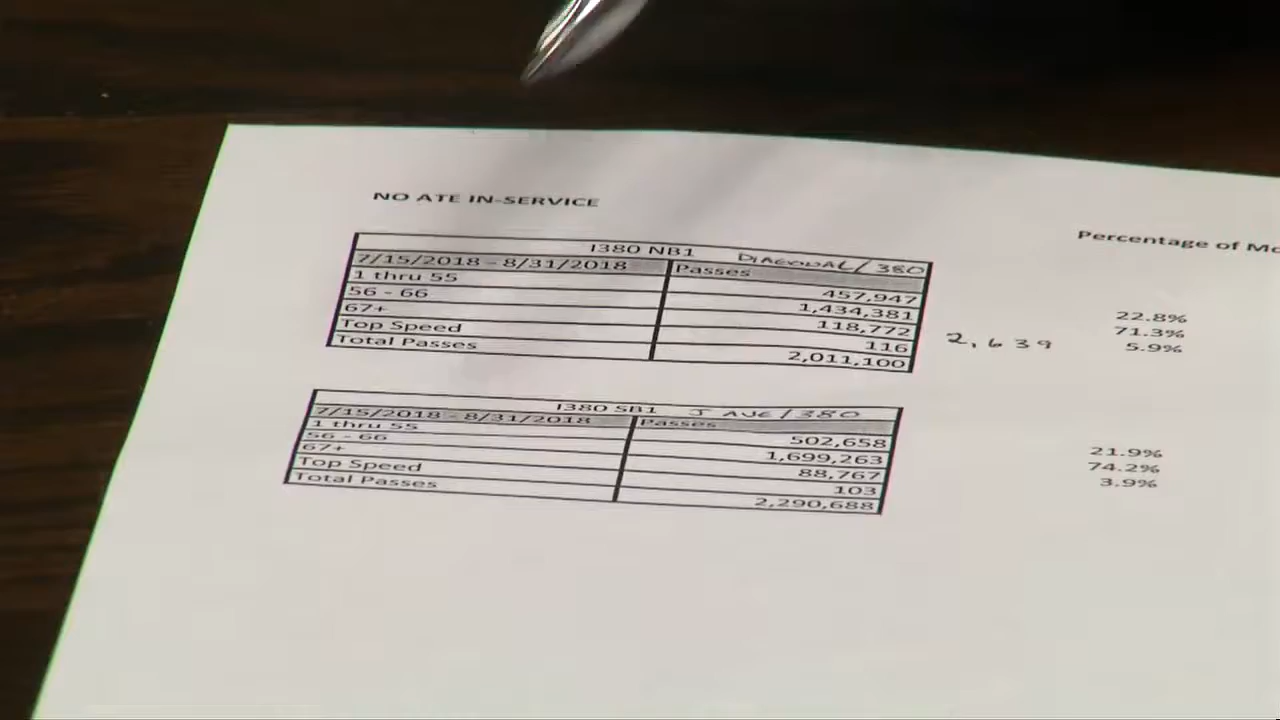 NO ATE IN-SERVICE
Percentage of Mo
I380 NB1 DIAGONAL/380
7/15/2018 - 8/31/2018 Passes
1 thru 55 457,947 22.8%
56 - 66 1,434,381 71.3%
67+ 118,772 2,639 5.9%
Top Speed 116
Total Passes 2,011,100
I380 SB1 J AVE/380
7/15/2018 - 8/31/2018 Passes
1 thru 55 502,658 21.9%
56 - 66 1,699,263 74.2%
67+ 88,767 3.9%
Top Speed 103
Total Passes 2,290,688